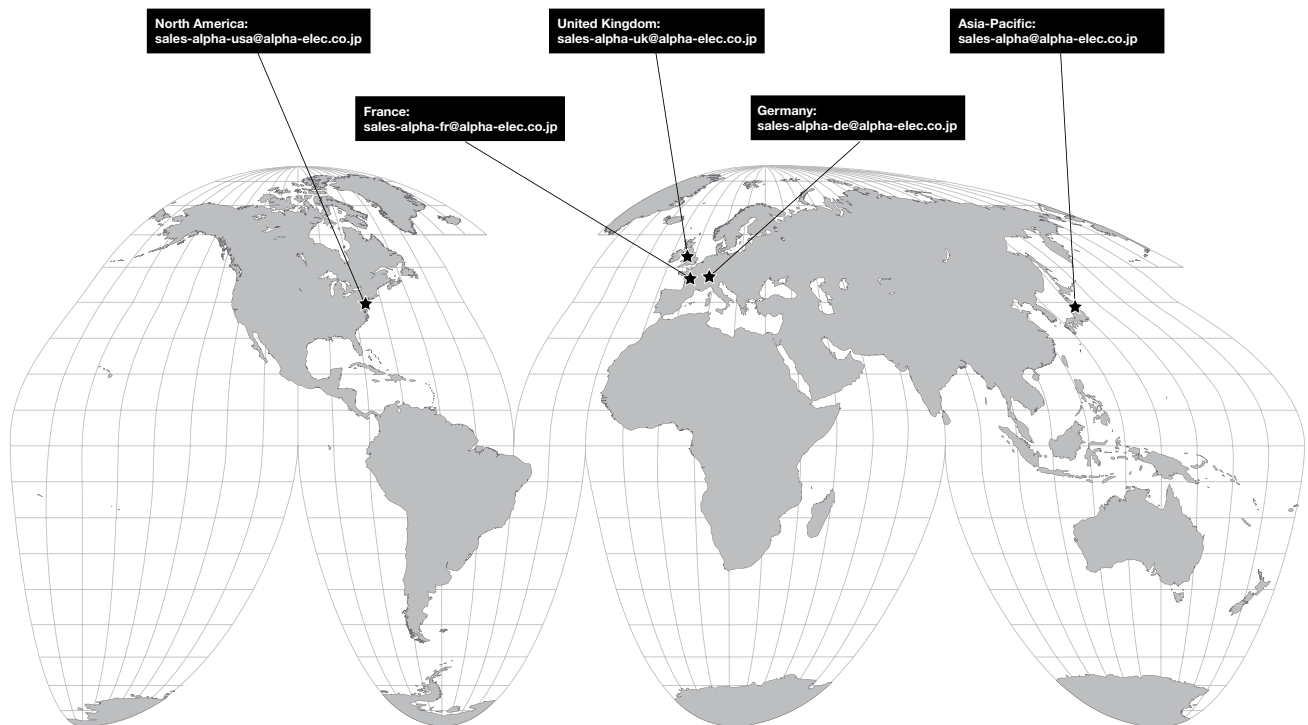 North America:
sales-alpha-usa@alpha-elec.co.jp
United Kingdom:
sales-alpha-uk@alpha-elec.co.jp
Asia-Pacific:
sales-alpha@alpha-elec.co.jp
France:
sales-alpha-fr@alpha-elec.co.jp
Germany:
sales-alpha-de@alpha-elec.co.jp